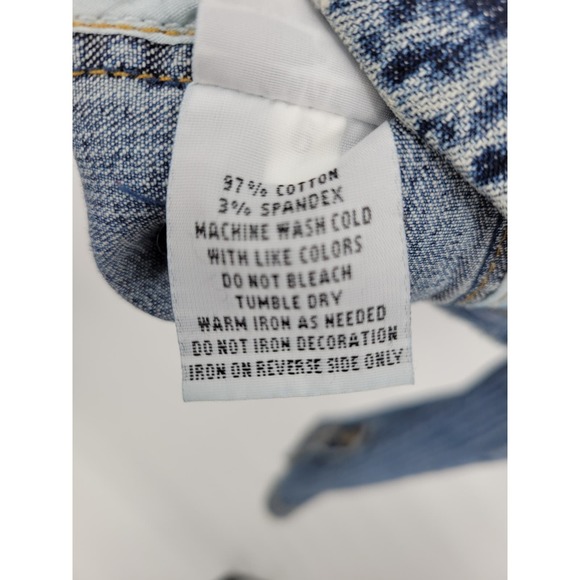 97% COTTON
3% SPANDEX
MACHINE WASH COLD
WITH LIKE COLORS
DO NOT BLEACH
TUMBLE DRY
WARM IRON AS NEEDED
DO NOT IRON DECORATION
IRON ON REVERSE SIDE ONLY